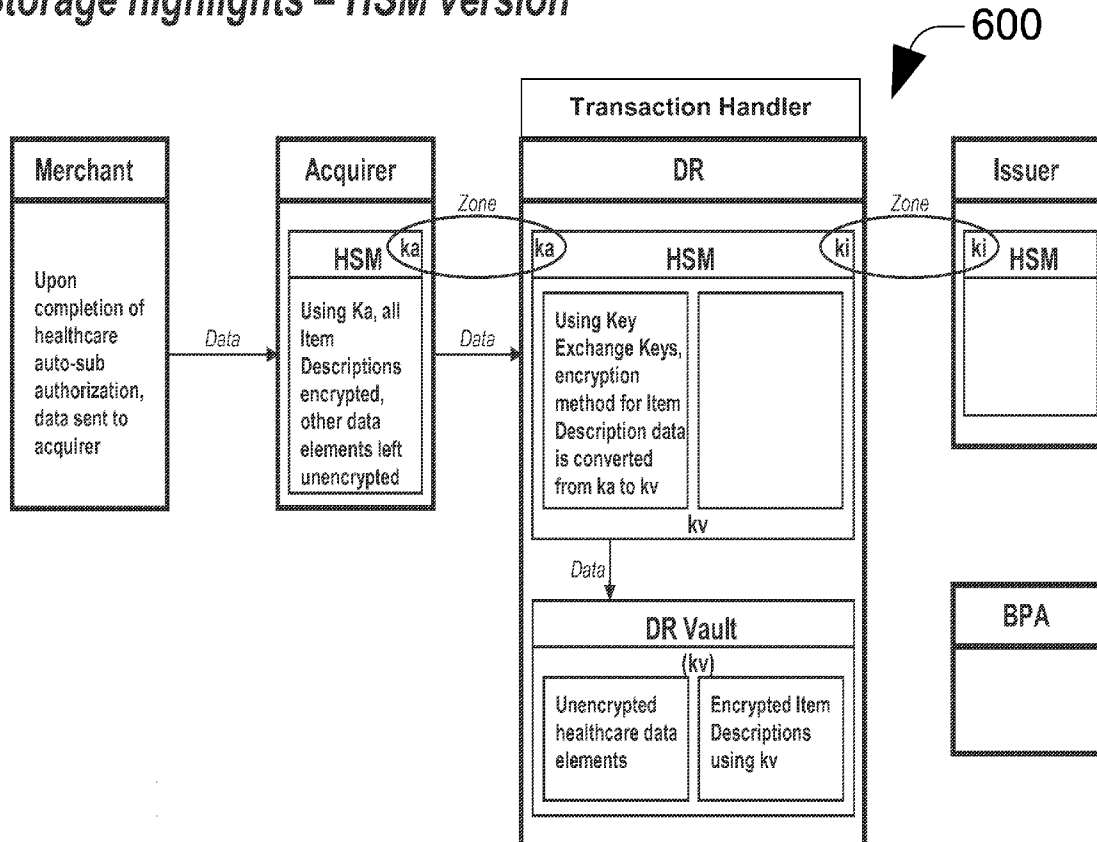 storage highlights – HSM version
600
Transaction Handler
Merchant
Upon
completion of
healthcare
auto-sub
authorization,
data sent to
acquirer
Data
Acquirer
HSM
ka
Using Ka, all
Item
Descriptions
encrypted,
other data
elements left
unencrypted
Zone
Data
DR
ka
HSM
ki
Using Key
Exchange Keys,
encryption
method for Item
Description data
is converted
from ka to kv
kv
Data
DR Vault
(kv)
Unencrypted
healthcare data
elements
Encrypted Item
Descriptions
using kv
Zone
Issuer
ki
HSM
BPA